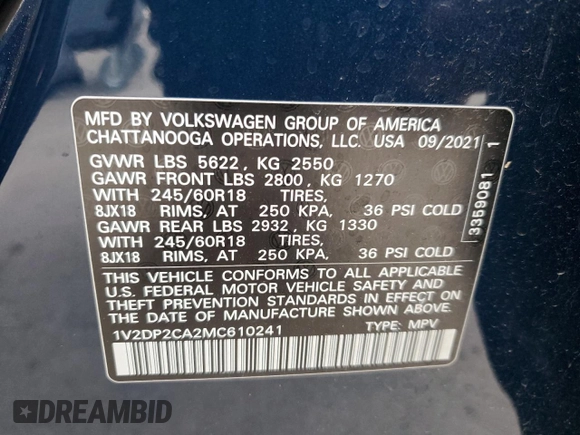 MFD BY VOLKSWAGEN GROUP OF AMERICA
CHATTANOOGA OPERATIONS, LLC. USA 09/2021
GVWR LBS 5622, KG 2550
GAWR FRONT LBS 2800, KG 1270
WITH 245/60R18 TIRES,
8JX18 RIMS, AT 250 KPA, 36 PSI COLD
GAWR REAR LBS 2932, KG 1330
WITH 245/60R18 TIRES,
8JX18 RIMS, AT 250 KPA, 36 PSI COLD
THIS VEHICLE CONFORMS TO ALL APPLICABLE
U.S. FEDERAL MOTOR VEHICLE SAFETY AND
THEFT PREVENTION STANDARDS IN EFFECT ON
THE DATE OF MANUFACTURE SHOWN ABOVE.
1V2DP2CA2MC610241 TYPE: MPV
3359081 1
DREAMBID